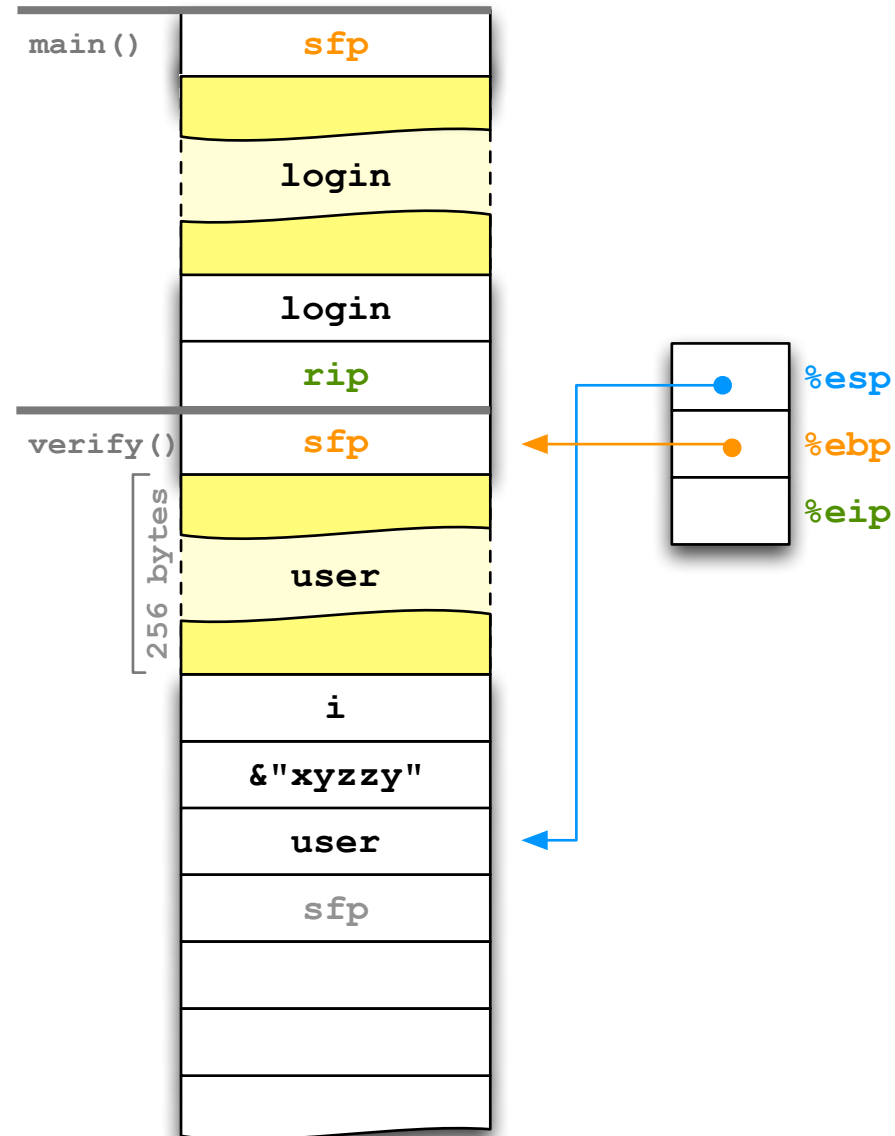 main()
sfp
login
login
rip
verify()
sfp
256 bytes
user
i
&"xyzzy"
user
sfp
%esp
%ebp
%eip